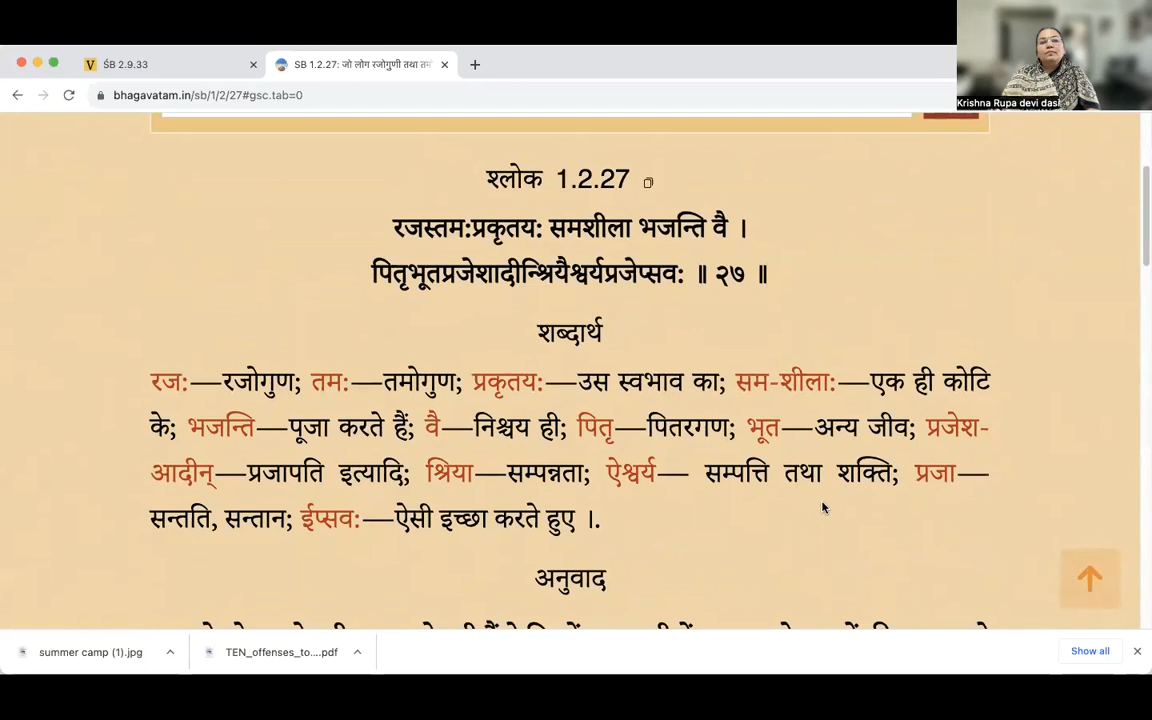 ŚB 2.9.33
SB 1.2.27: जो लोग रजोगुणी तथा
bhagavatam.in/sb/1/2/27#gsc.tab=0
Krishna Rupa devi dasi
श्लोक 1.2.27
रजस्तम:प्रकृतय: समशीला भजन्ति वै ।
पितृभूतप्रजेशादीन्श्रियैश्वर्यप्रजेप्सव: ॥ २७ ॥
शब्दार्थ
रज:—रजोगुण; तम:—तमोगुण; प्रकृतय:—उस स्वभाव का; सम-शीला:—एक ही कोटि
के; भजन्ति—पूजा करते हैं; वै—निश्चय ही; पितृ—पितरगण; भूत—अन्य जीव; प्रजेश-
आदीन्—प्रजापति इत्यादि; श्रिया—सम्पन्नता; ऐश्वर्य— सम्पत्ति तथा शक्ति; प्रजा—
सन्तति, सन्तान; ईप्सव:—ऐसी इच्छा करते हुए ।.
अनुवाद
summer camp (1).jpg
TEN_offenses_to....pdf
Show all